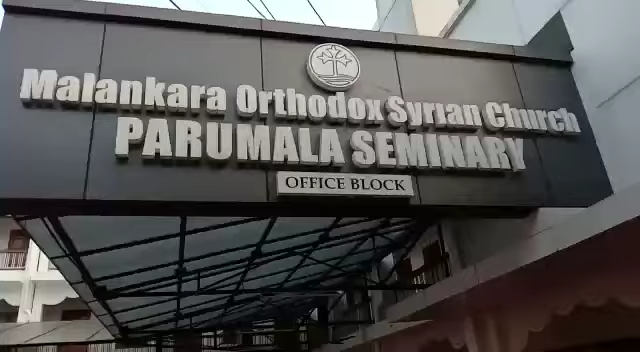 Malankara Orthodox Syrian Church
PARUMALA SEMINARY
OFFICE BLOCK